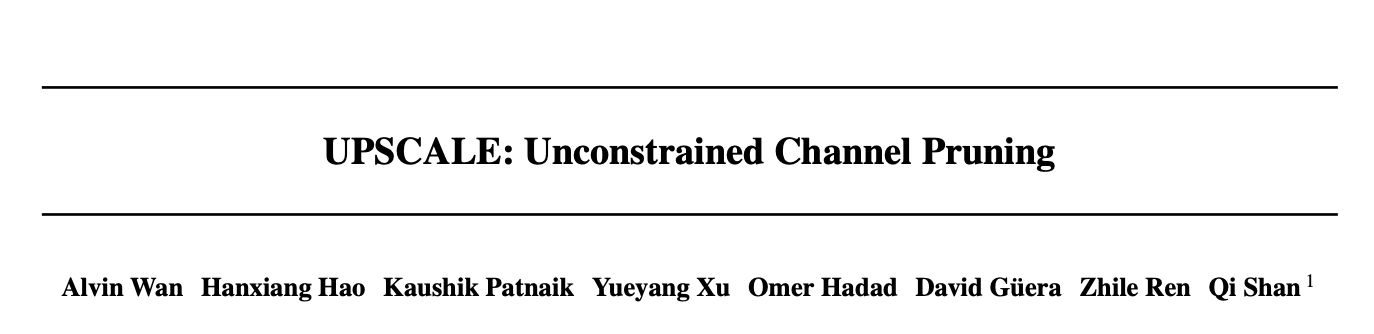 UPSCALE: Unconstrained Channel Pruning
Alvin Wan Hanxiang Hao Kaushik Patnaik Yueyang Xu Omer Hadad David Güera Zhile Ren Qi Shan 1